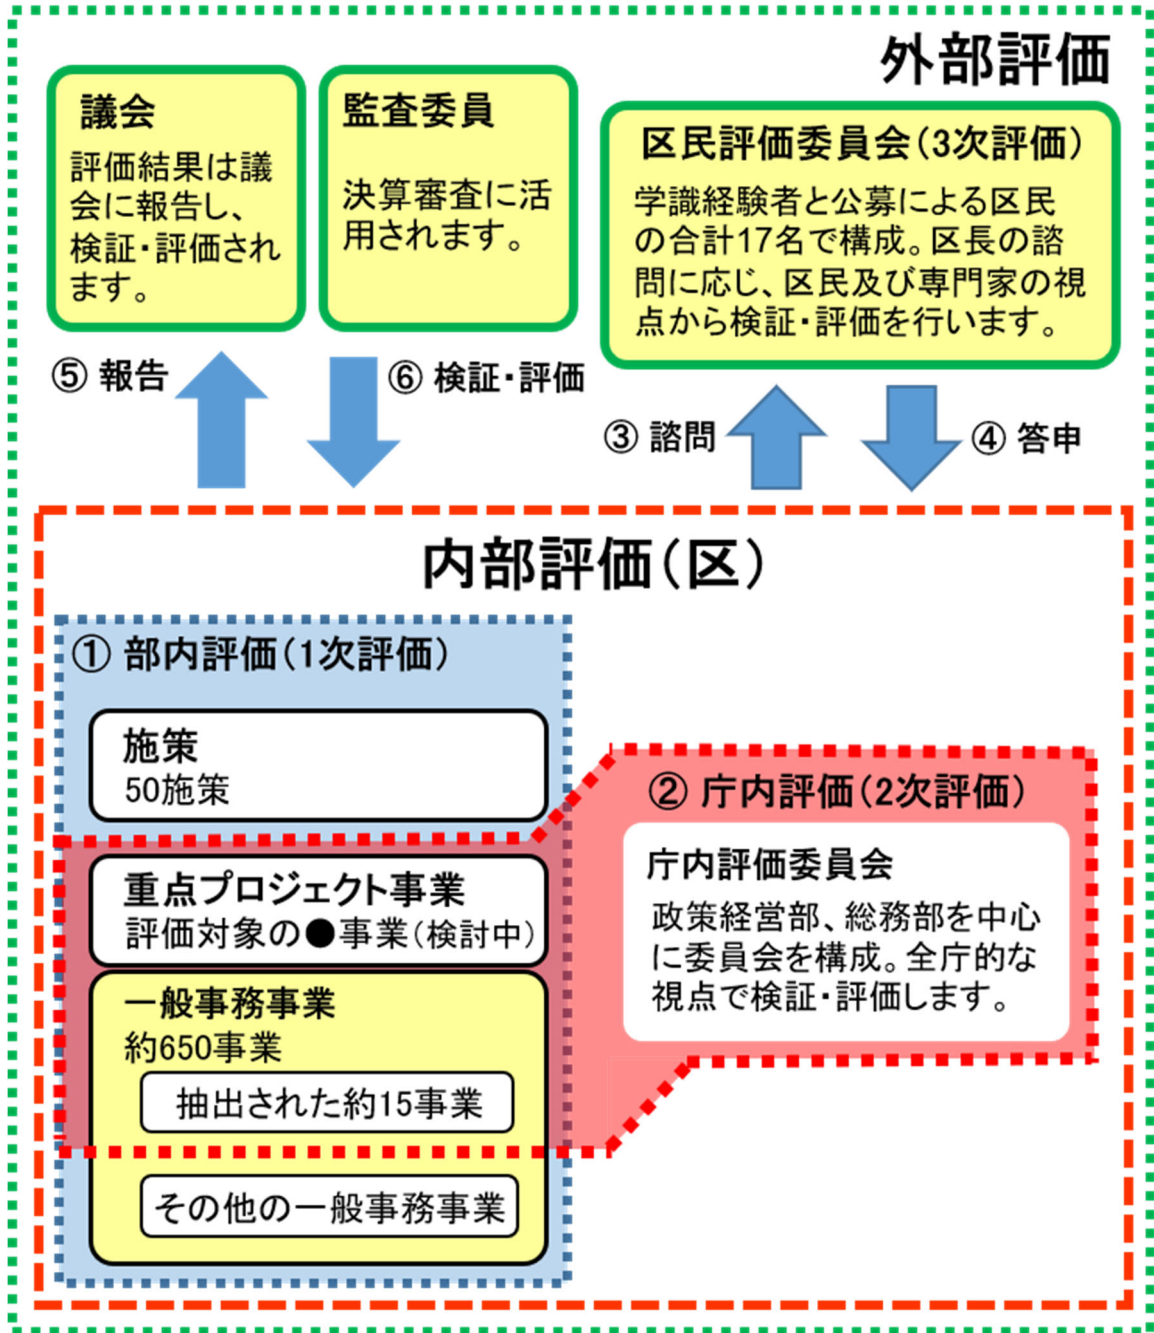 外部評価
議会
評価結果は議
会に報告し、
検証・評価され
ます。
監査委員
決算審査に活
用されます。
区民評価委員会(3次評価)
学識経験者と公募による区民
の合計17名で構成。区長の諮
問に応じ、区民及び専門家の視
点から検証・評価を行います。
⑤ 報告
⑥ 検証・評価
③ 諮問
④ 答申
内部評価(区)
① 部内評価(1次評価)
施策
50施策
重点プロジェクト事業
評価対象の●事業(検討中)
一般事務事業
約650事業
抽出された約15事業
その他の一般事務事業
② 庁内評価(2次評価)
庁内評価委員会
政策経営部、総務部を中心
に委員会を構成。全庁的な
視点で検証・評価します。